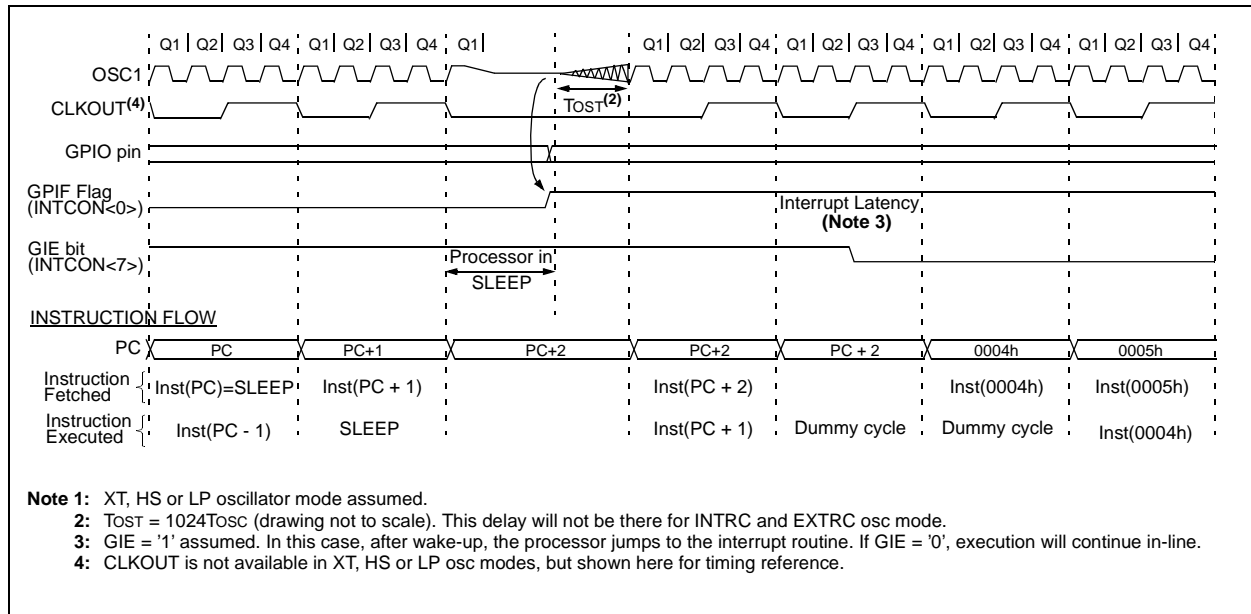 Q1 Q2 Q3 Q4 Q1 Q2 Q3 Q4 Q1 Q1 Q2 Q3 Q4 Q1 Q2 Q3 Q4 Q1 Q2 Q3 Q4 Q1 Q2 Q3 Q4
OSC1
TOST(2)
CLKOUT(4)
GPIO pin
GPIF Flag
(INTCON<0>)
Interrupt Latency
(Note 3)
GIE bit
(INTCON<7>)
Processor in
SLEEP
INSTRUCTION FLOW
PC PC PC+1 PC+2 PC+2 PC + 2 0004h 0005h
Instruction
Fetched
Inst(PC)=SLEEP Inst(PC + 1) Inst(PC + 2) Inst(0004h) Inst(0005h)
Instruction
Executed
Inst(PC - 1) SLEEP Inst(PC + 1) Dummy cycle Dummy cycle Inst(0004h)
Note 1: XT, HS or LP oscillator mode assumed.
2: TOST = 1024TOSC (drawing not to scale). This delay will not be there for INTRC and EXTRC osc mode.
3: GIE = '1' assumed. In this case, after wake-up, the processor jumps to the interrupt routine. If GIE = '0', execution will continue in-line.
4: CLKOUT is not available in XT, HS or LP osc modes, but shown here for timing reference.